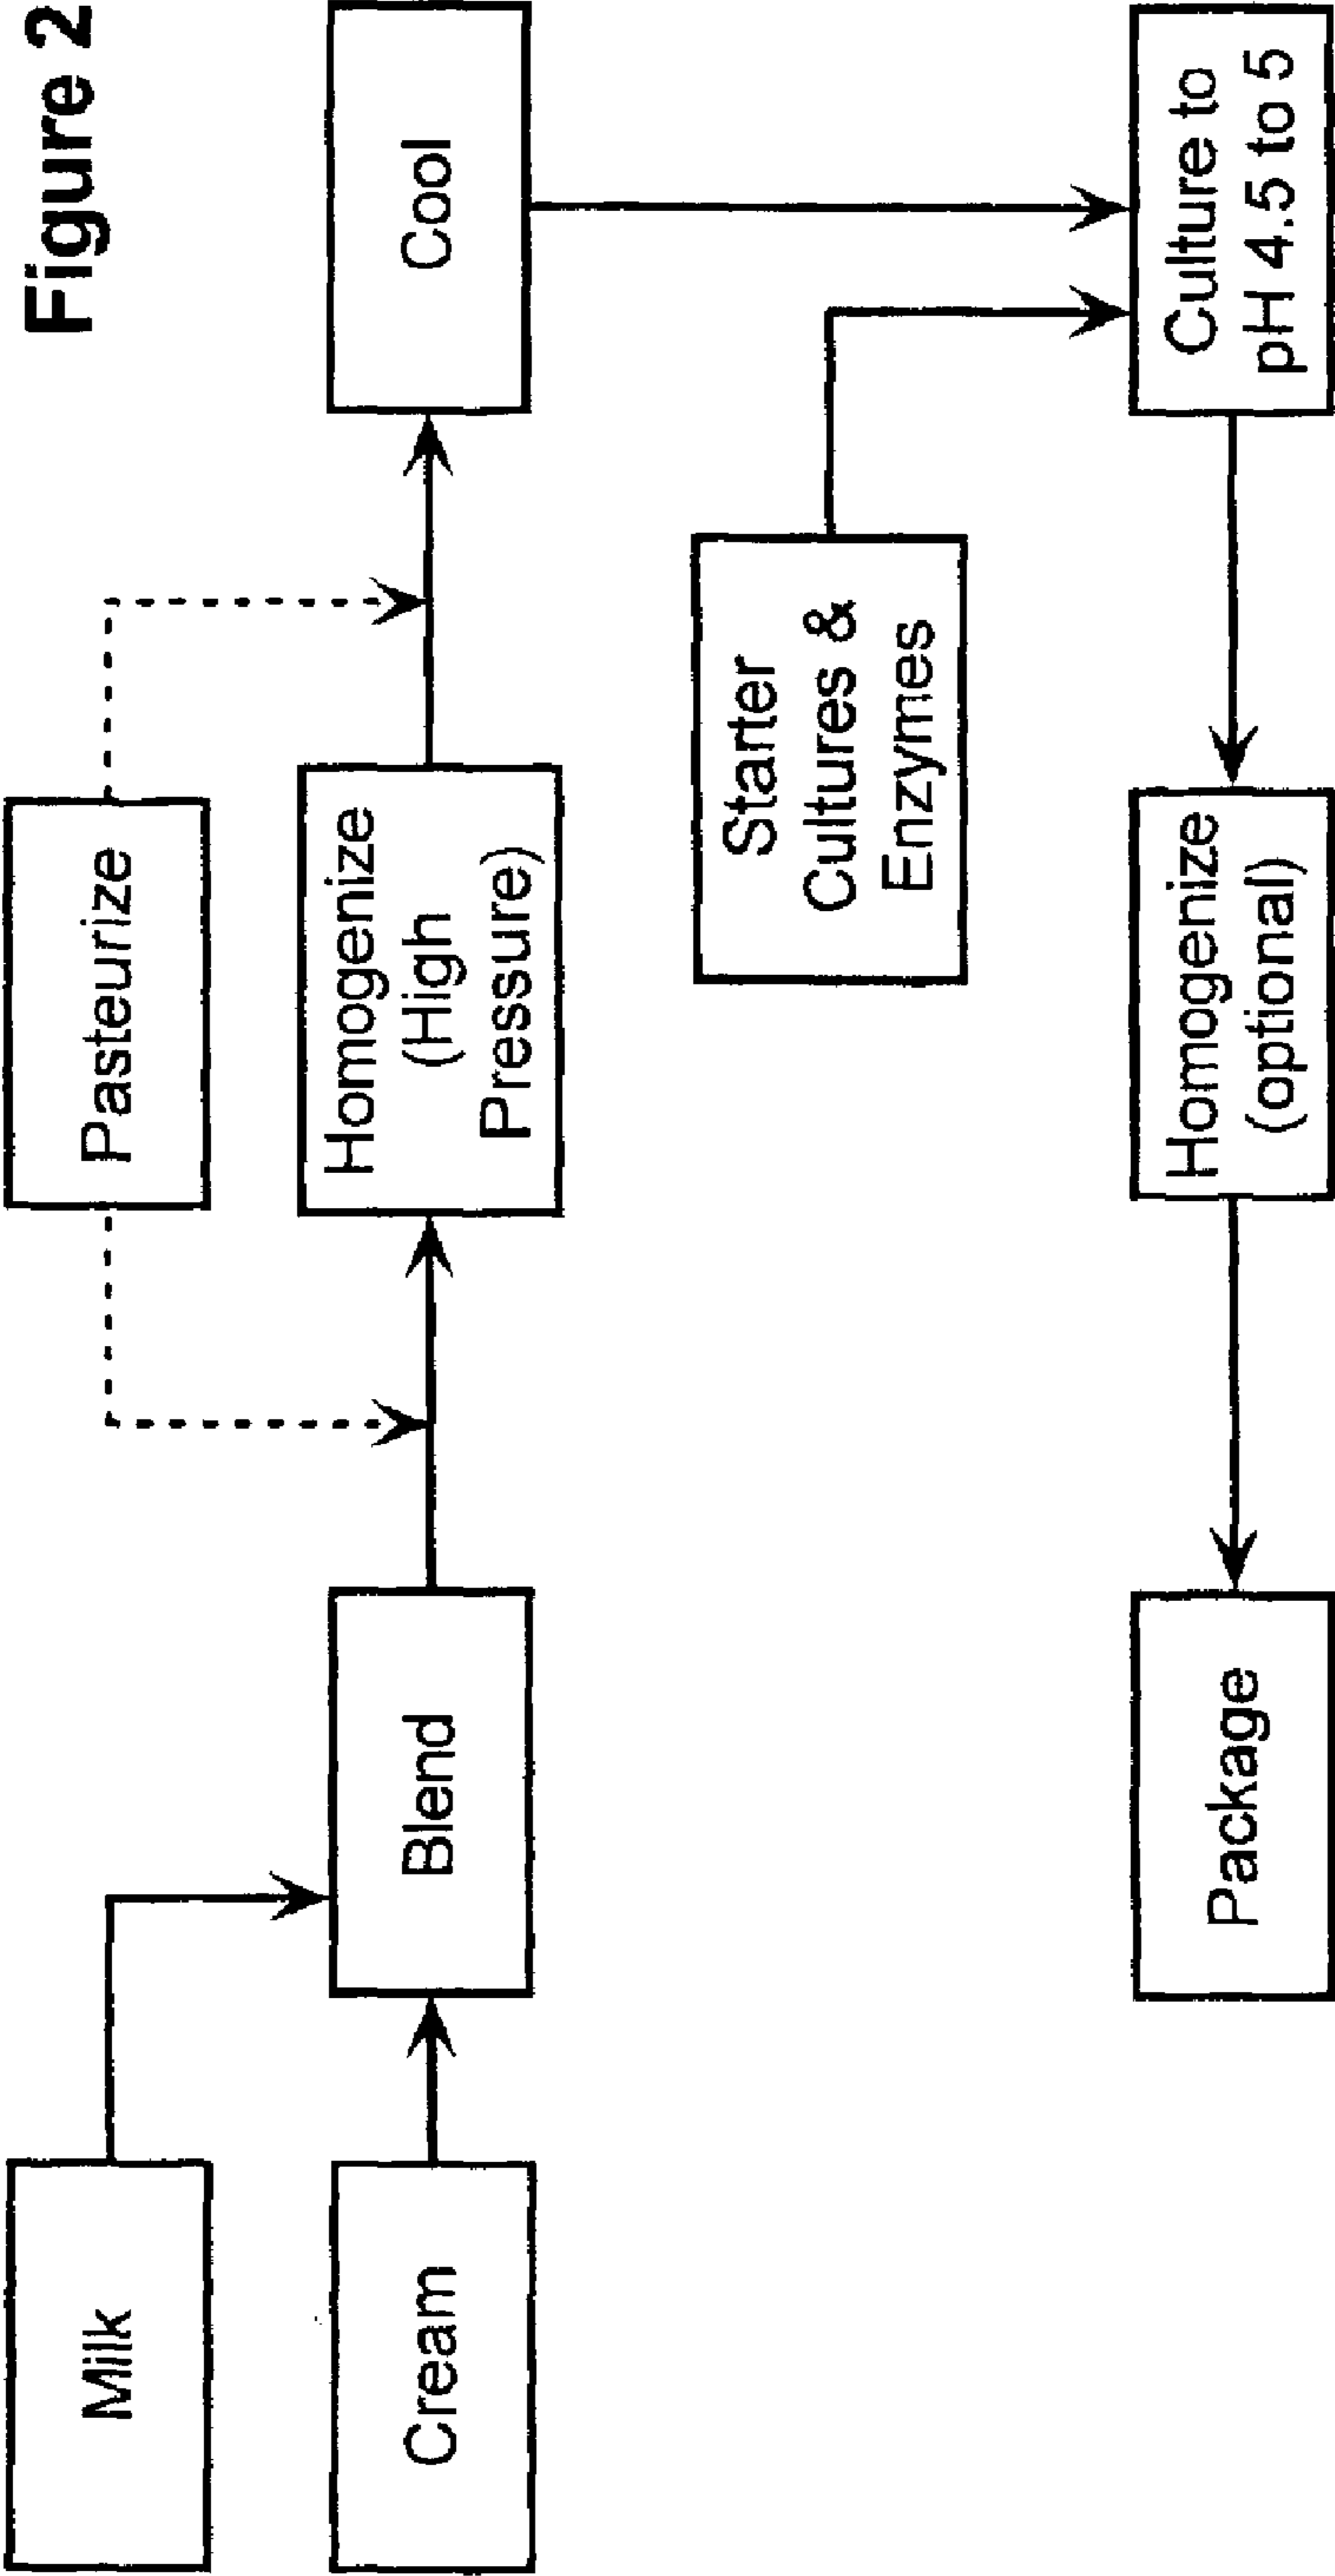 Figure 2
Milk
Pasteurize
Cream
Blend
Homogenize
(High
Pressure)
Cool
Starter
Cultures &
Enzymes
Package
Homogenize
(optional)
Culture to
pH 4.5 to 5